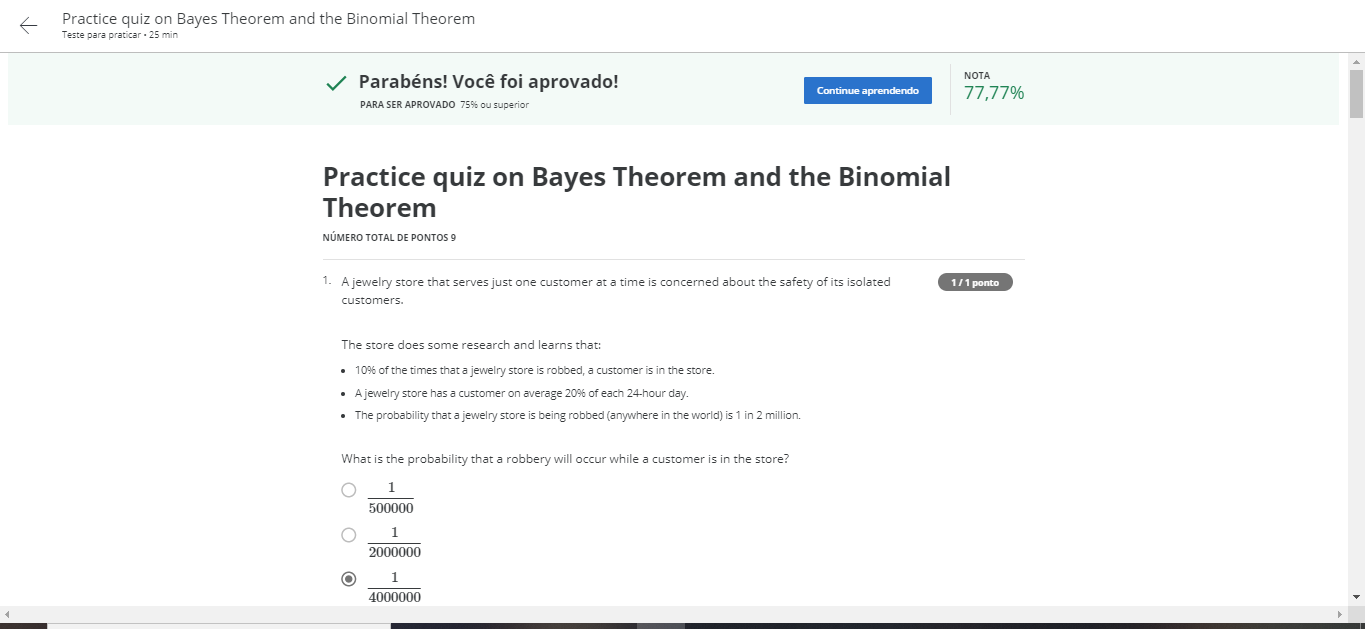 Practice quiz on Bayes Theorem and the Binomial Theorem
Teste para praticar • 25 min
Parabéns! Você foi aprovado!
PARA SER APROVADO 75% ou superior
Continue aprendendo
NOTA
77,77%
Practice quiz on Bayes Theorem and the Binomial
Theorem
NÚMERO TOTAL DE PONTOS 9
1. A jewelry store that serves just one customer at a time is concerned about the safety of its isolated
customers.
1 / 1 ponto
The store does some research and learns that:
• 10% of the times that a jewelry store is robbed, a customer is in the store.
• A jewelry store has a customer on average 20% of each 24-hour day.
• The probability that a jewelry store is being robbed (anywhere in the world) is 1 in 2 million.
What is the probability that a robbery will occur while a customer is in the store?
1
500000
1
2000000
1
4000000